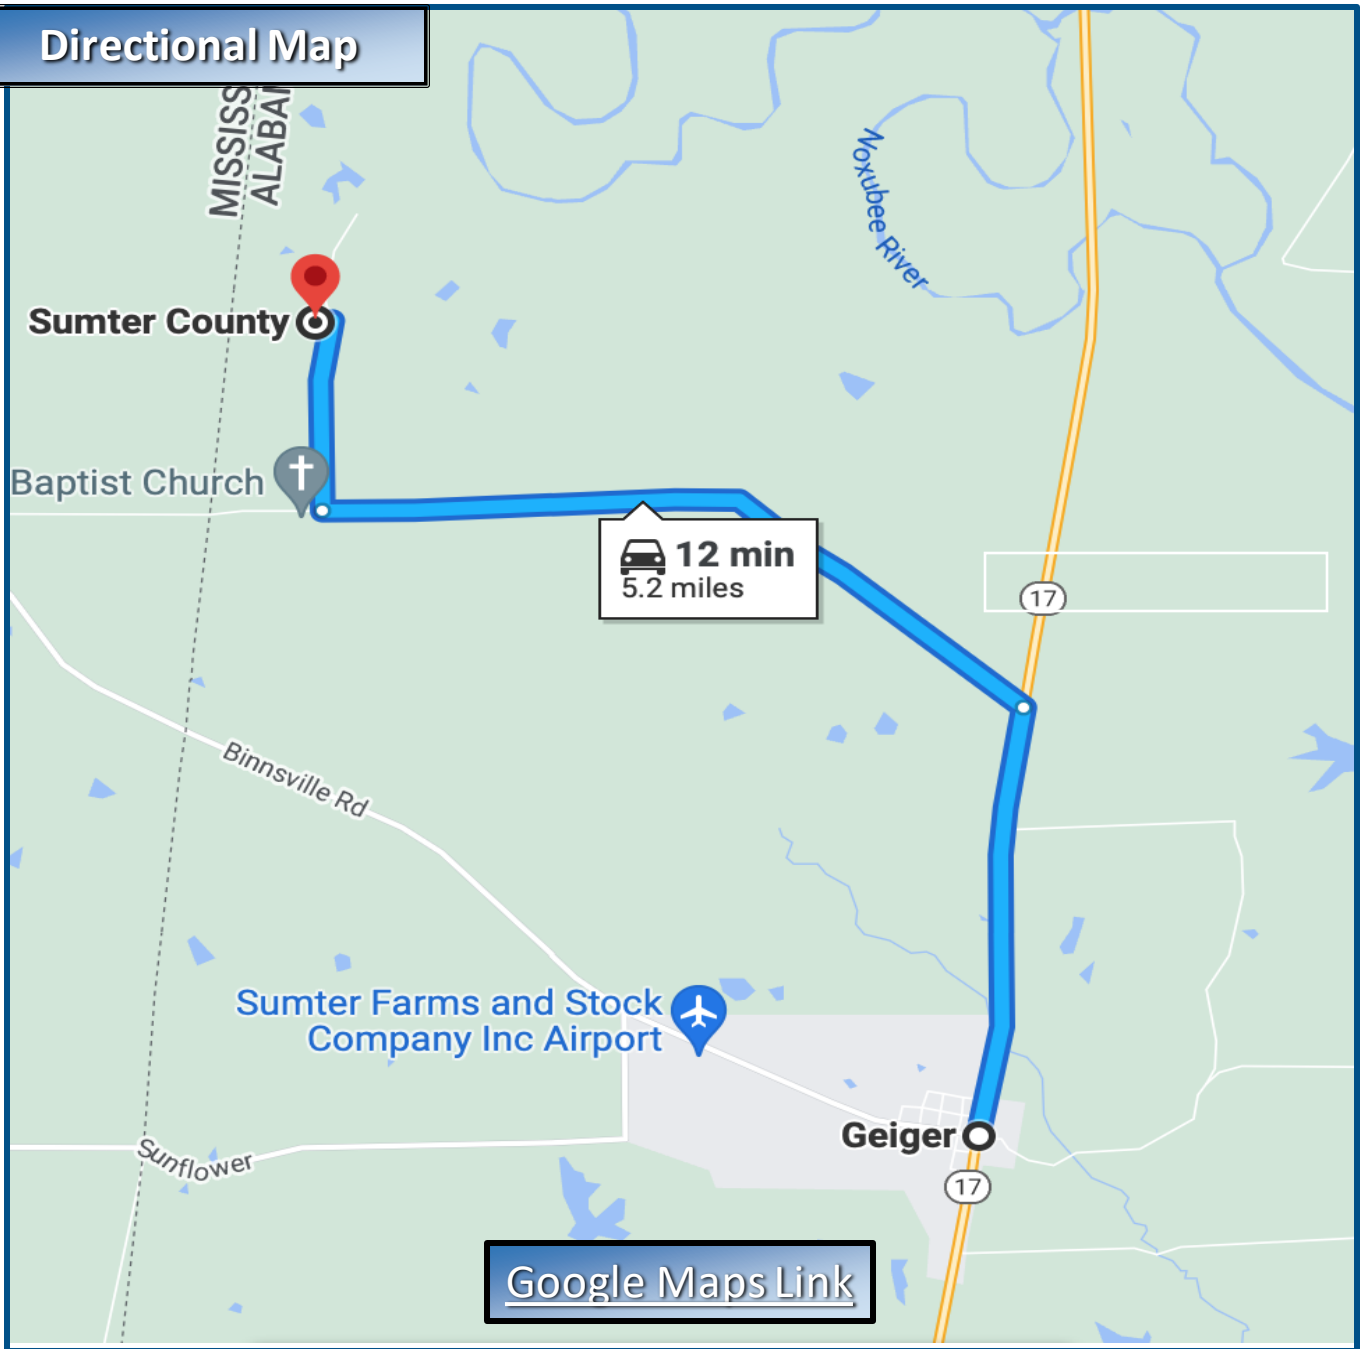 Directional Map
MISSISS
ALABAM
Noxubee River
Sumter County
Baptist Church
12 min
5.2 miles
17
Binnsville Rd
Sumter Farms and Stock
Company Inc Airport
Geiger
Sunflower
17
Google Maps Link